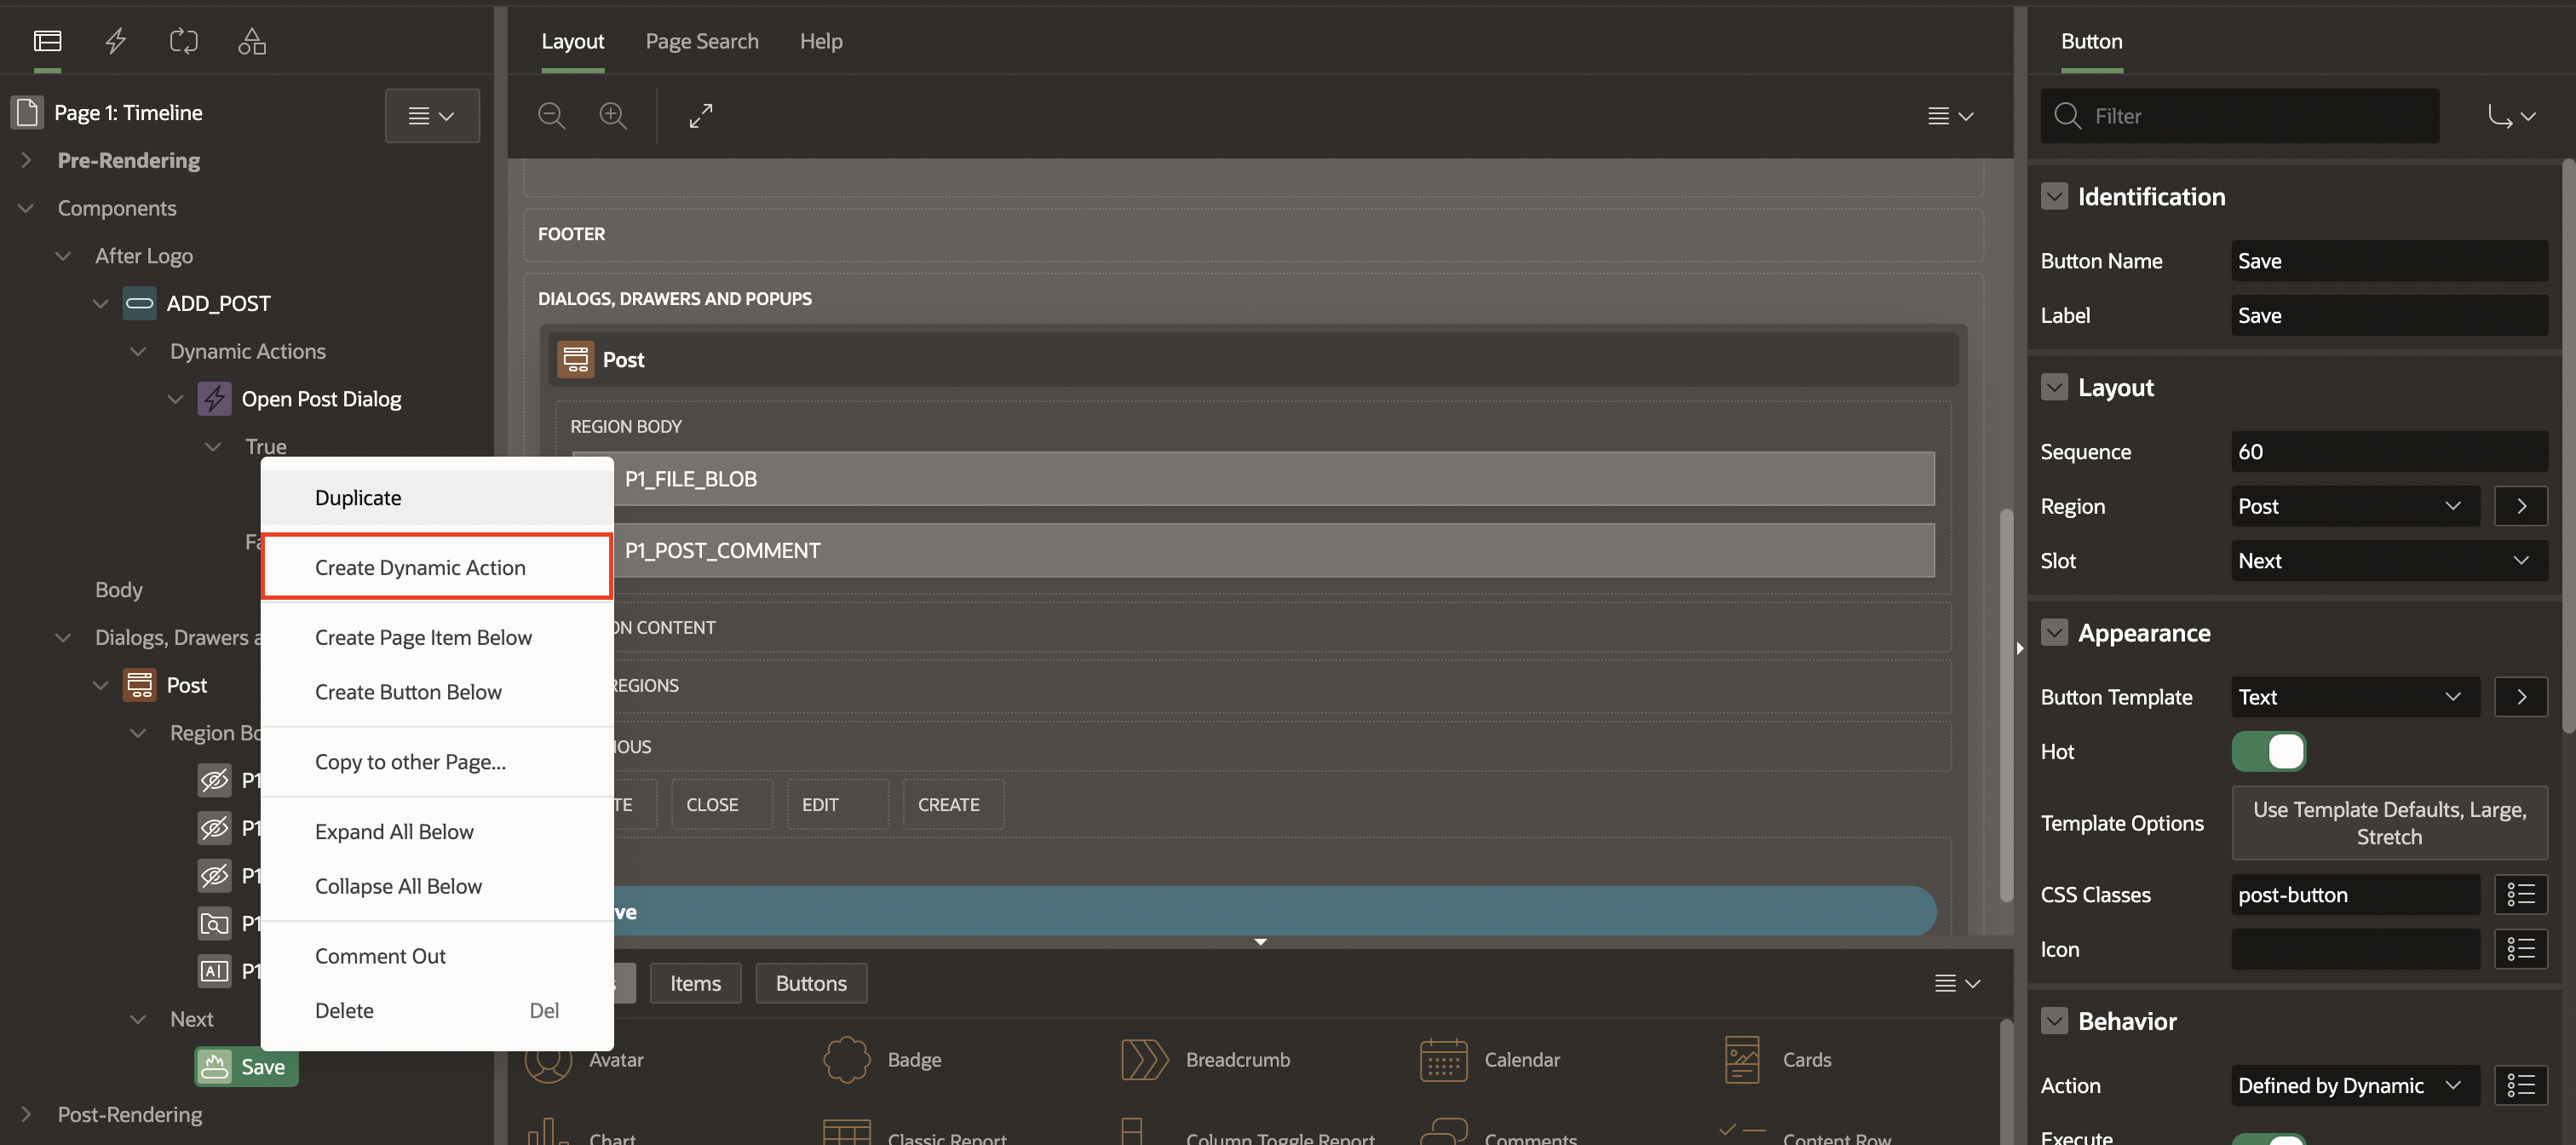 Layout
Page Search
Help
Button
Page 1: Timeline
Filter
Pre-Rendering
Components
After Logo
ADD_POST
Dynamic Actions
Open Post Dialog
True
Body
Dialogs, Drawers
Post
Region
P1
P1
P1
P1
P1
Next
Save
Post-Rendering
Duplicate
Create Dynamic Action
Create Page Item Below
Create Button Below
Copy to other Page...
Expand All Below
Collapse All Below
Comment Out
Delete Del
FOOTER
DIALOGS, DRAWERS AND POPUPS
Post
REGION BODY
P1_FILE_BLOB
P1_POST_COMMENT
CONTENT
REGIONS
CLOSE
EDIT
CREATE
Items
Buttons
Avatar
Badge
Breadcrumb
Calendar
Cards
Chart
Classic Report
Column Toggle Report
Comments
Content Row
Identification
Button Name Save
Label Save
Layout
Sequence 60
Region Post
Slot Next
Appearance
Button Template Text
Hot
Template Options Use Template Defaults, Large,
Stretch
CSS Classes post-button
Icon
Behavior
Action Defined by Dynamic
Execute